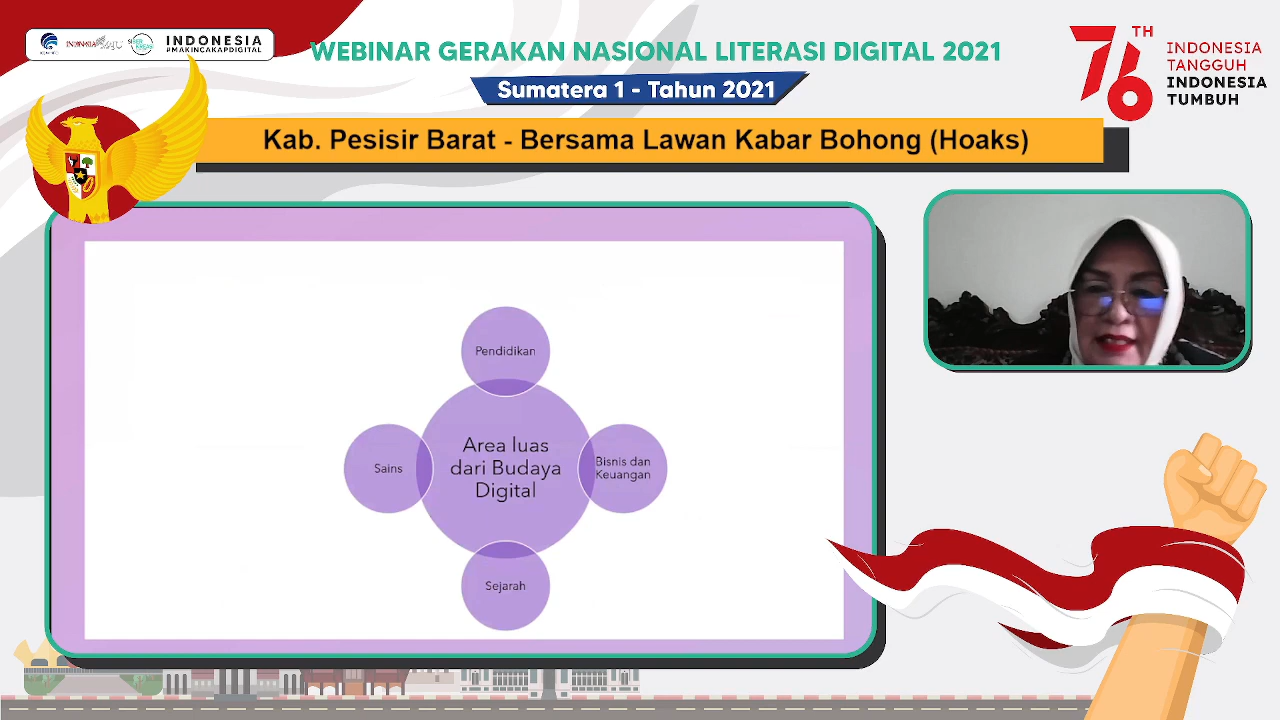 INDONESIA
#MAKINCAKAPDIGITAL
WEBINAR GERAKAN NASIONAL LITERASI DIGITAL 2021
Sumatera 1 - Tahun 2021
76TH
INDONESIA
TANGGUH
INDONESIA
TUMBUH
Kab. Pesisir Barat - Bersama Lawan Kabar Bohong (Hoaks)
Pendidikan
Area luas
dari Budaya
Digital
Sains
Bisnis dan
Keuangan
Sejarah